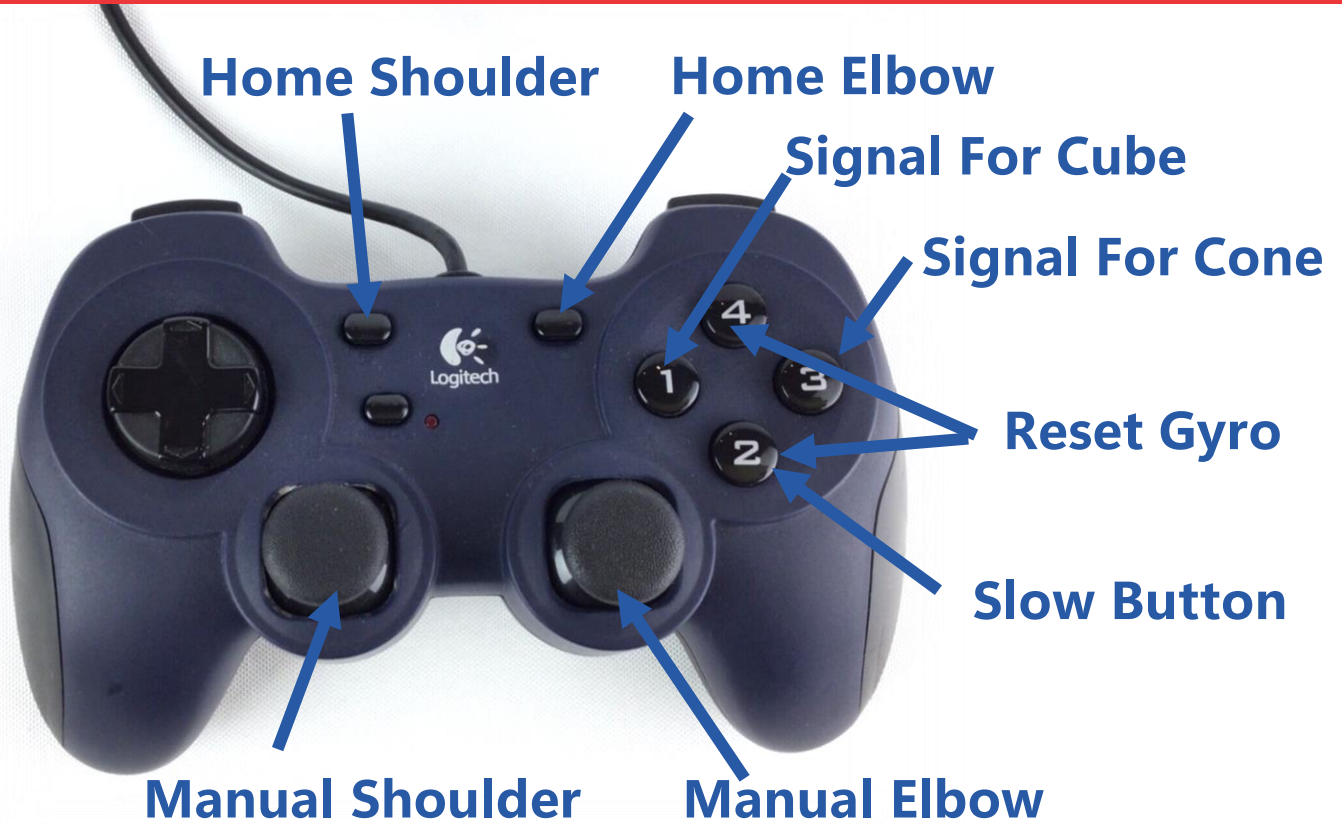 Home Shoulder
Home Elbow
Signal For Cube
Signal For Cone
4
Logitech
1
3
Reset Gyro
2
Slow Button
Manual Shoulder
Manual Elbow